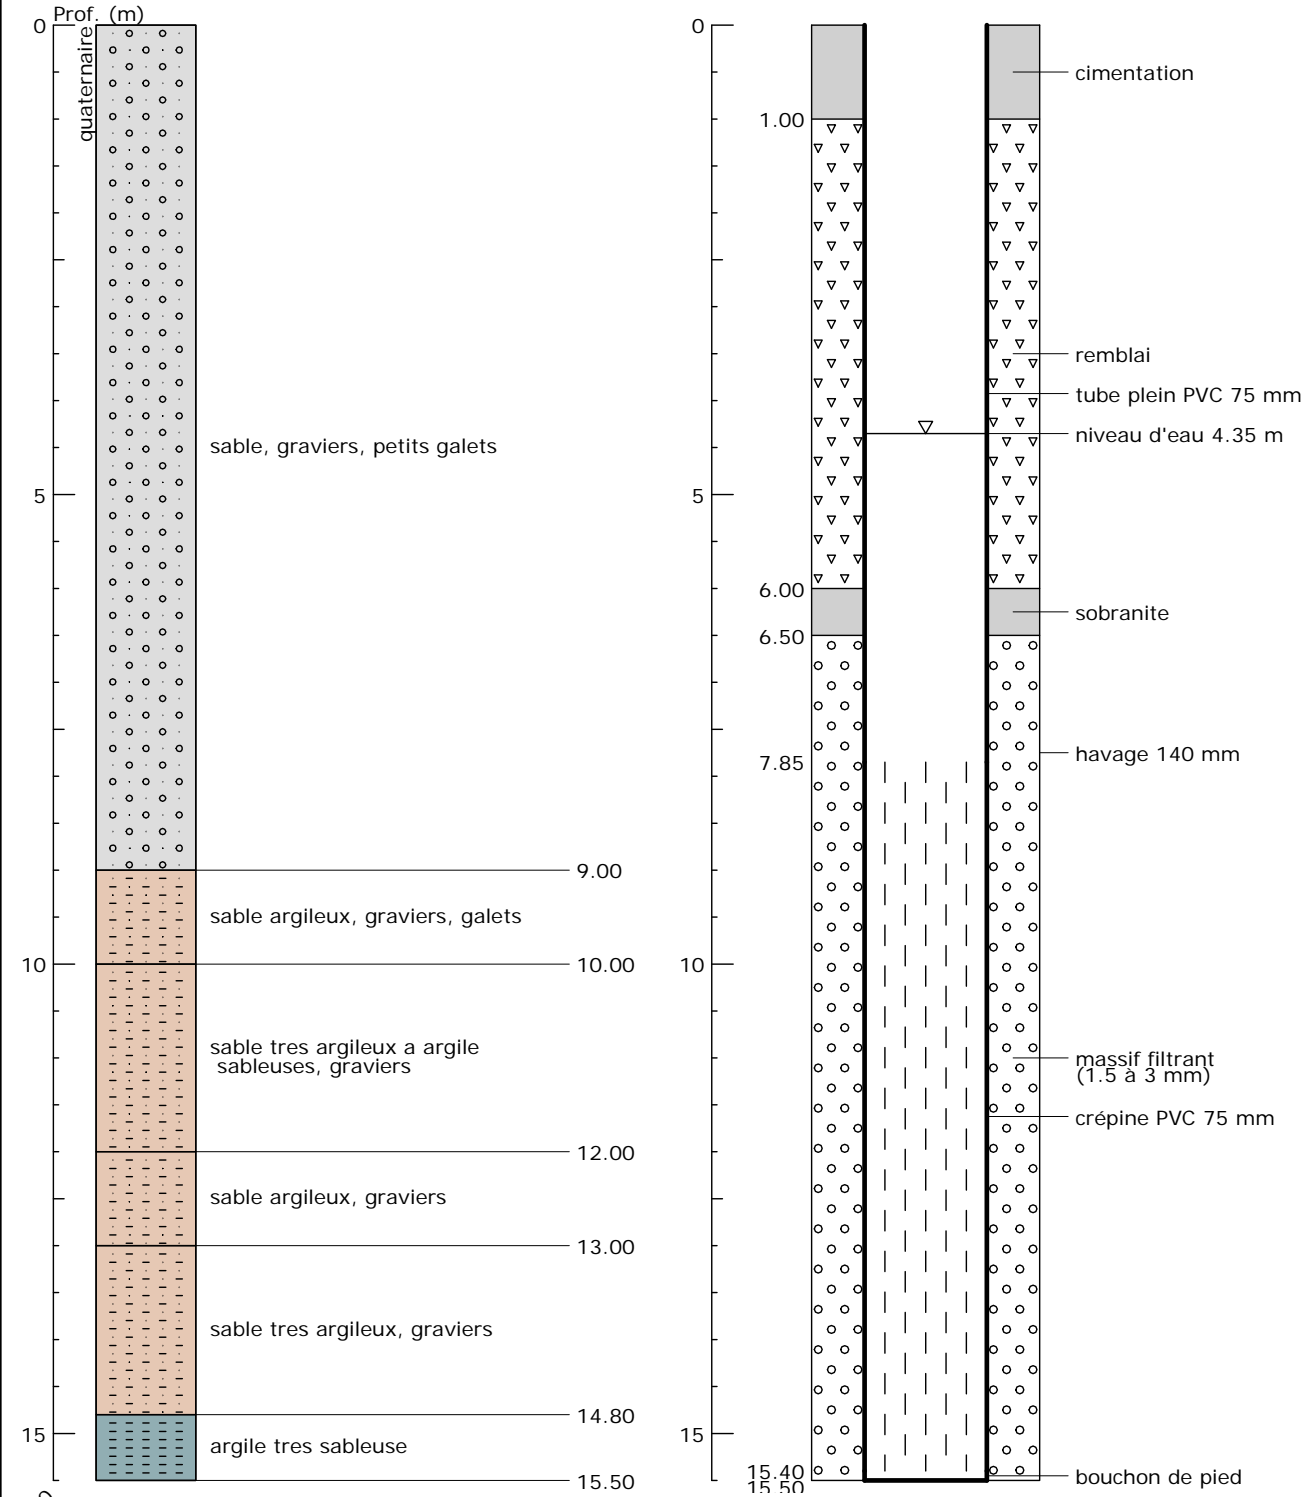 Prof. (m)
0
quaternaire
sable, graviers, petits galets
5
9.00
sable argileux, graviers, galets
10
10.00
sable tres argileux a argile
sableuses, graviers
12.00
sable argileux, graviers
13.00
sable tres argileux, graviers
14.80
15
argile tres sableuse
15.50
0
cimentation
1.00
remblai
tube plein PVC 75 mm
niveau d'eau 4.35 m
5
6.00
sobranite
6.50
havage 140 mm
7.85
10
massif filtrant
(1.5 à 3 mm)
crépine PVC 75 mm
15
15.40
bouchon de pied
15.50